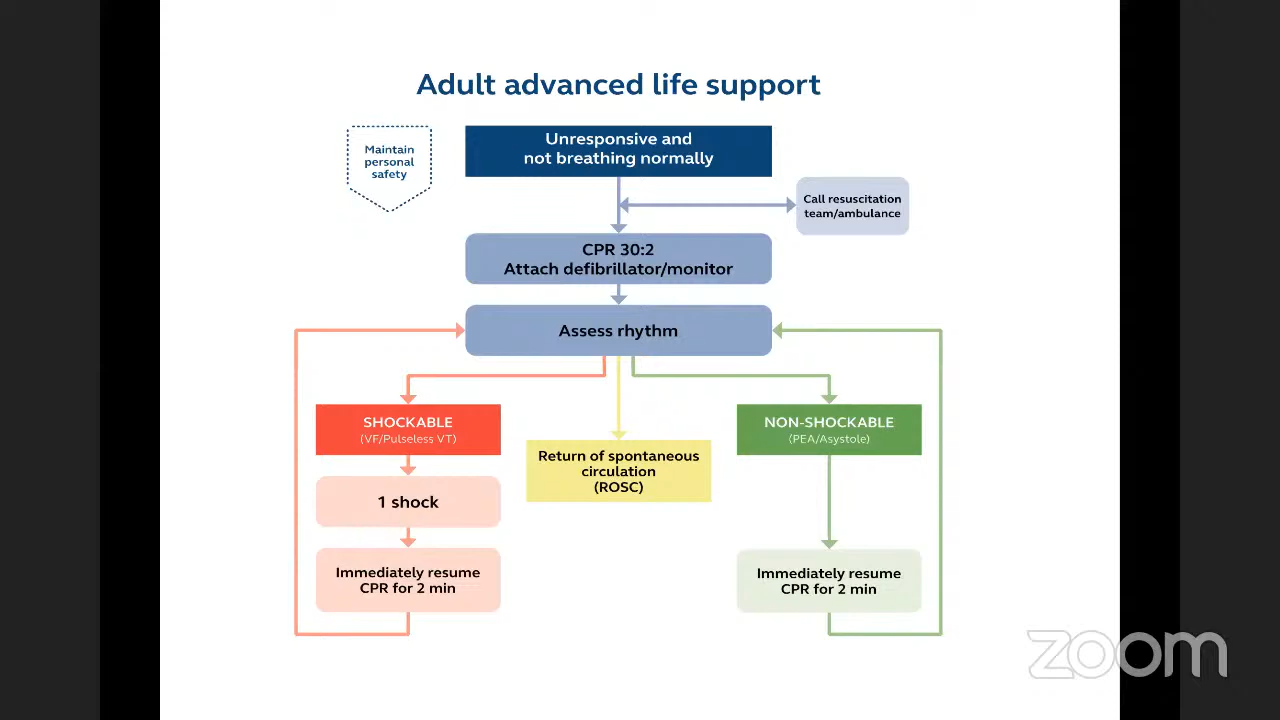 Adult advanced life support
Maintain
personal
safety
Unresponsive and
not breathing normally
Call resuscitation
team/ambulance
CPR 30:2
Attach defibrillator/monitor
Assess rhythm
SHOCKABLE
(VF/Pulseless VT)
NON-SHOCKABLE
(PEA/Asystole)
Return of spontaneous
circulation
(ROSC)
1 shock
Immediately resume
CPR for 2 min
Immediately resume
CPR for 2 min
zoom